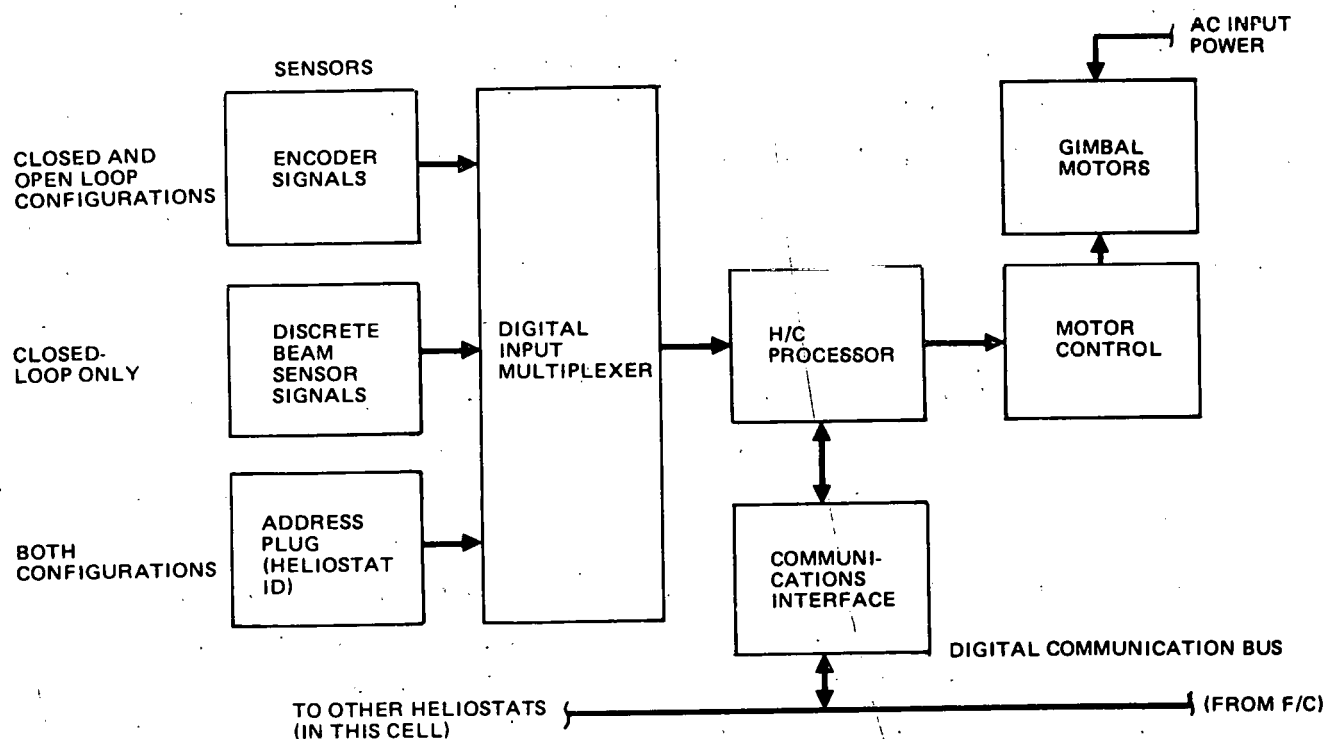 AC INPUT
POWER
SENSORS
CLOSED AND
OPEN LOOP
CONFIGURATIONS
ENCODER
SIGNALS
GIMBAL
MOTORS
CLOSED-
LOOP ONLY
DISCRETE
BEAM
SENSOR
SIGNALS
DIGITAL
INPUT
MULTIPLEXER
H/C
PROCESSOR
MOTOR
CONTROL
BOTH
CONFIGURATIONS
ADDRESS
PLUG
(HELIOSTAT
ID)
COMMUNI-
CATIONS
INTERFACE
DIGITAL COMMUNICATION BUS
TO OTHER HELIOSTATS
(IN THIS CELL)
(FROM F/C)